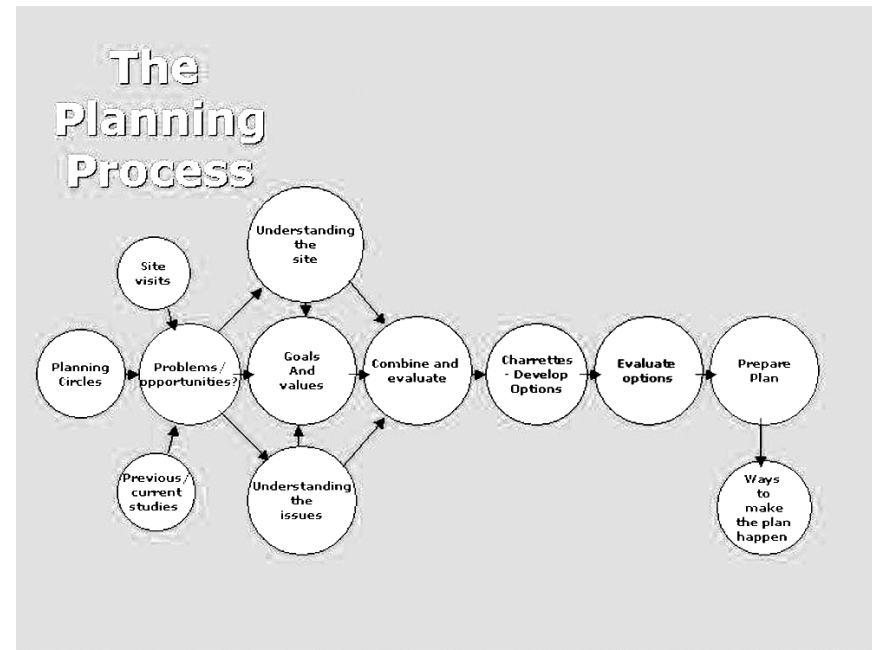 The
Planning
Process
Understanding
the
site
Site
visits
Planning
Circles
Problems/
opportunities?
Goals
And
values
Combine and
evaluate
Charrettes
- Develop
Options
Evaluate
options
Prepare
Plan
Previous/
current
studies
Understanding
the
issues
Ways
to
make
the plan
happen